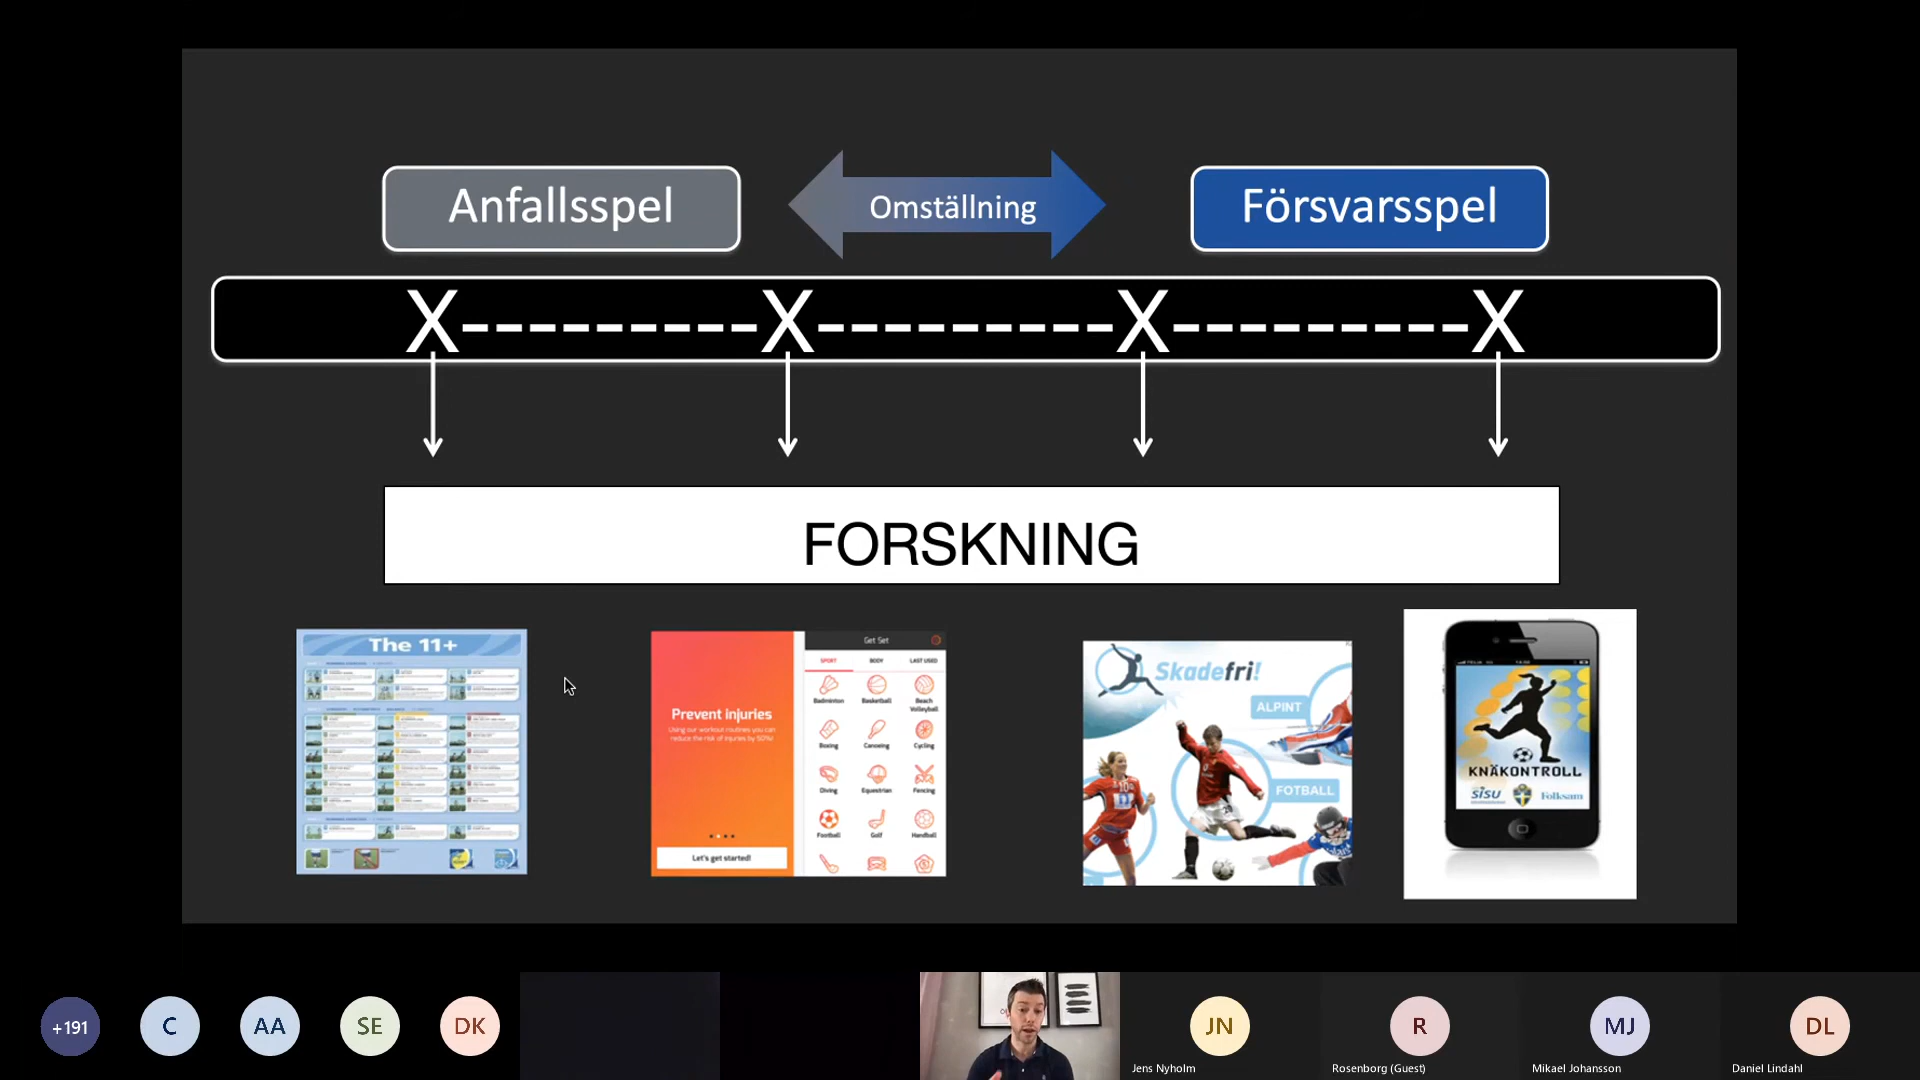 Anfallsspel
Omställning
Försvarsspel
X X X X
FORSKNING
The 11+
Prevent injuries
Using our workout routines you can
reduce the risk of injuries by 50%!
Let's get started!
Get Set
SPORT BODY LAST USED
Badminton Basketball Beach
Volleyball
Boxing Canoeing Cycling
Diving Equestrian Fencing
Football Golf Handball
Skadefri!
ALPINT
FOTBALL
KNÄKONTROLL
SISU Folksam
+191
C
AA
SE
DK
JN
R
MJ
DL
Jens Nyholm
Rosenborg (Guest)
Mikael Johansson
Daniel Lindahl